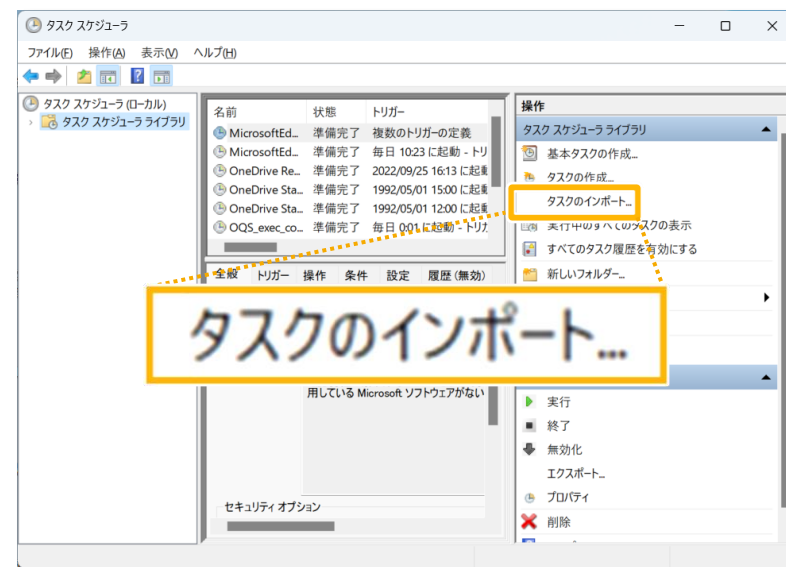 タスク スケジューラ
ファイル(F) 操作(A) 表示(V) ヘルプ(H)
タスク スケジューラ (ローカル)
タスク スケジューラ ライブラリ
名前 状態 トリガー
MicrosoftEd... 準備完了 複数のトリガーの定義
MicrosoftEd... 準備完了 毎日 10:23 に起動 - トリ
OneDrive Re... 準備完了 2022/09/25 16:13 に起動
OneDrive Sta... 準備完了 1992/05/01 15:00 に起動
OneDrive Sta... 準備完了 1992/05/01 12:00 に起動
OQS_exec_co... 準備完了 毎日 0:01 に起動 - トリガ
全般 トリガー 操作 条件 設定 履歴 (無効)
用している Microsoft ソフトウェアがない
セキュリティ オプション
操作
タスク スケジューラ ライブラリ
基本タスクの作成...
タスクの作成...
タスクのインポート...
実行中のすべてのタスクの表示
すべてのタスク履歴を有効にする
新しいフォルダー...
タスクのインポート...
実行
終了
無効化
エクスポート...
プロパティ
削除